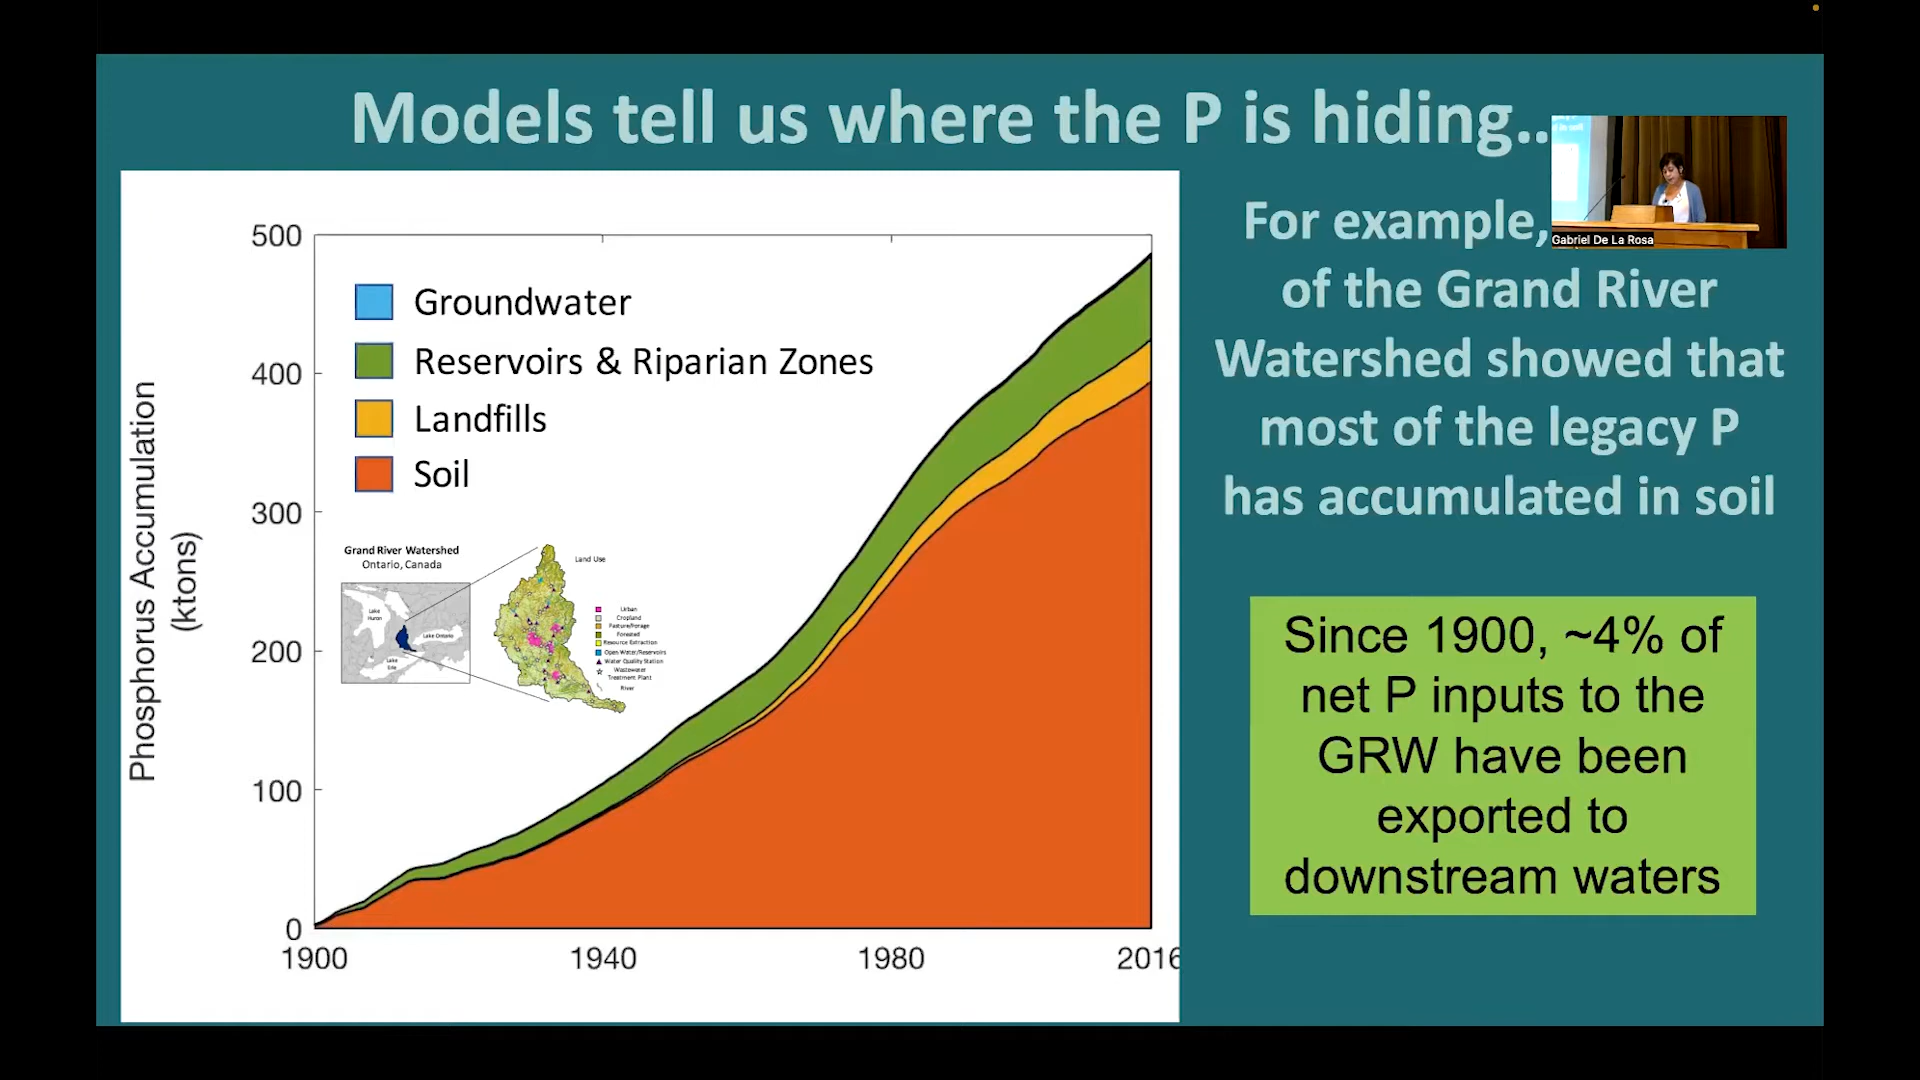 Models tell us where the P is hiding..
For example,
of the Grand River
Watershed showed that
most of the legacy P
has accumulated in soil
Gabriel De La Rosa
Since 1900, ~4% of
net P inputs to the
GRW have been
exported to
downstream waters
Phosphorus Accumulation
(ktons)
500
400
300
200
100
0
1900
1940
1980
2016
Groundwater
Reservoirs & Riparian Zones
Landfills
Soil
Grand River Watershed
Ontario, Canada
Lake
Huron
Lake Ontario
Lake
Erie
Land Use
Urban
Cropland
Pasture/Forage
Forested
Resource Extraction
Open Water/Reservoirs
Water Quality Station
Wastewater
Treatment Plant
River